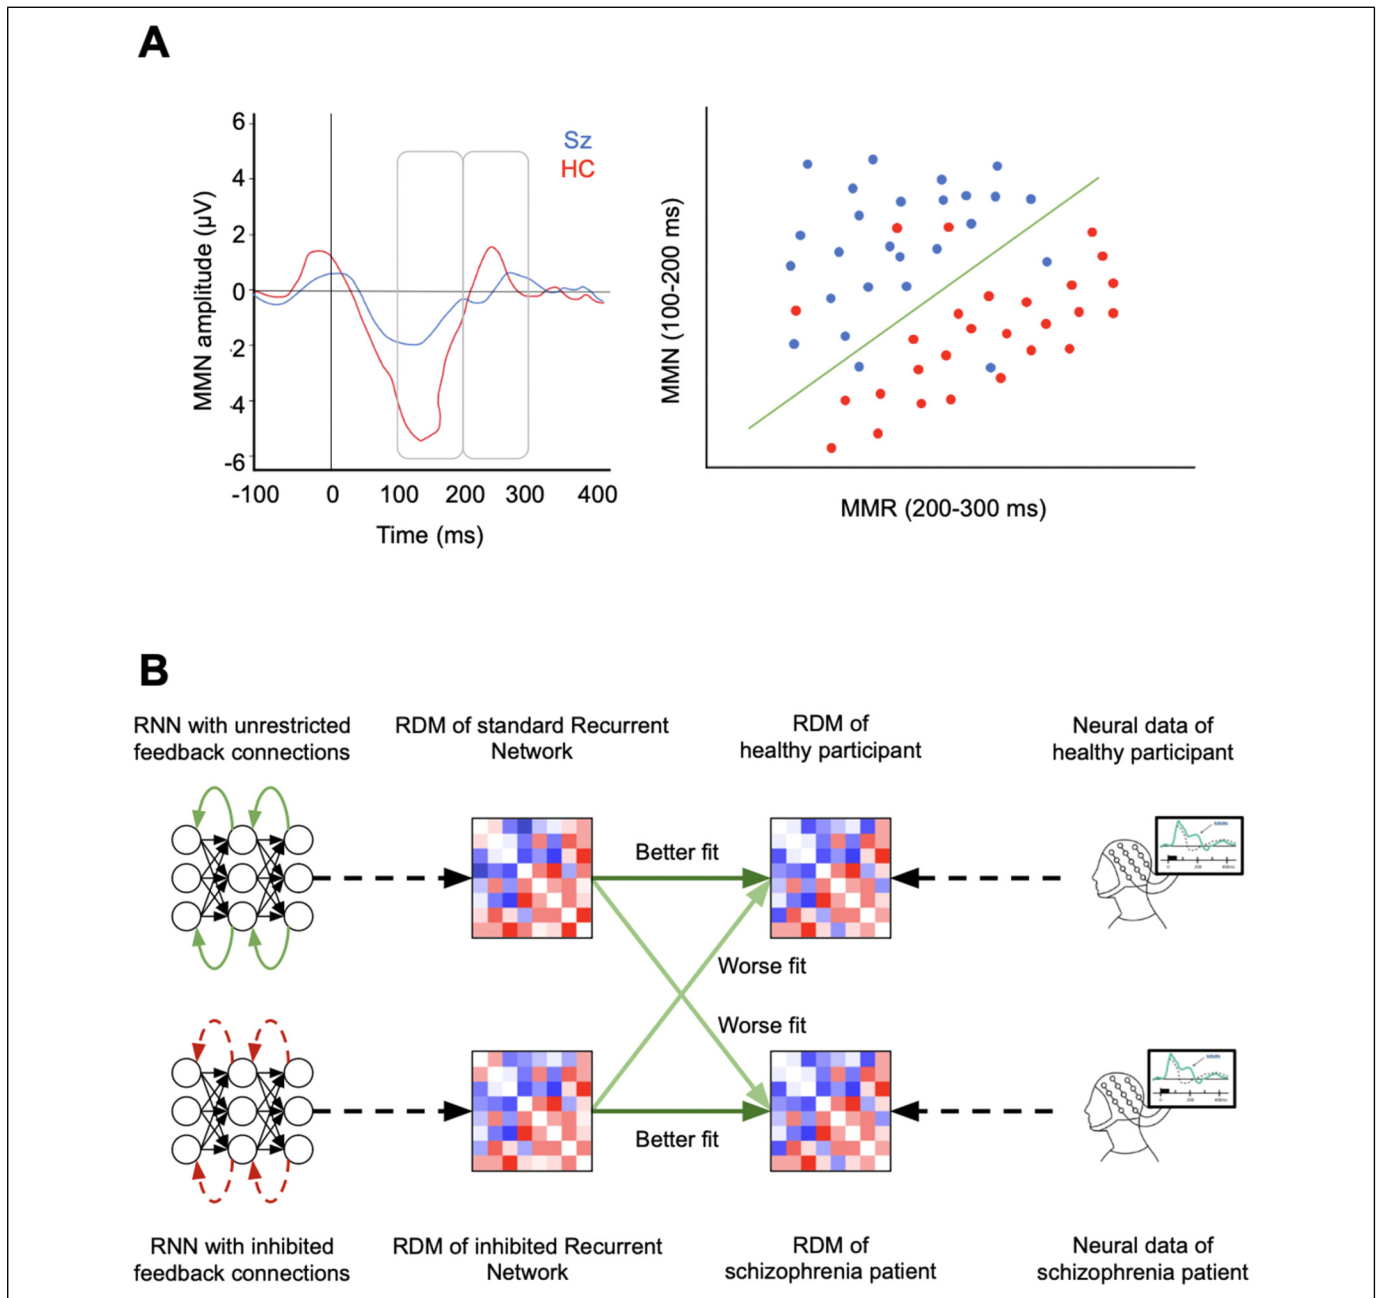 A
6
4
2
0
-2
-4
-6
MMN amplitude (µV)
Sz
HC
-100 0 100 200 300 400
Time (ms)
MMN (100-200 ms)
MMR (200-300 ms)
B
RNN with unrestricted
feedback connections
RDM of standard Recurrent
Network
RDM of
healthy participant
Neural data of
healthy participant
Better fit
Worse fit
Worse fit
Better fit
RNN with inhibited
feedback connections
RDM of inhibited Recurrent
Network
RDM of
schizophrenia patient
Neural data of
schizophrenia patient